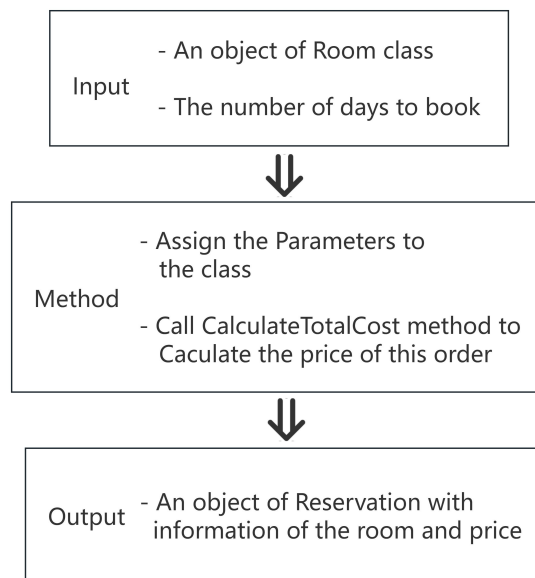 Input
- An object of Room class
- The number of days to book
Method
- Assign the Parameters to
the class
- Call CalculateTotalCost method to
Caculate the price of this order
Output
- An object of Reservation with
information of the room and price